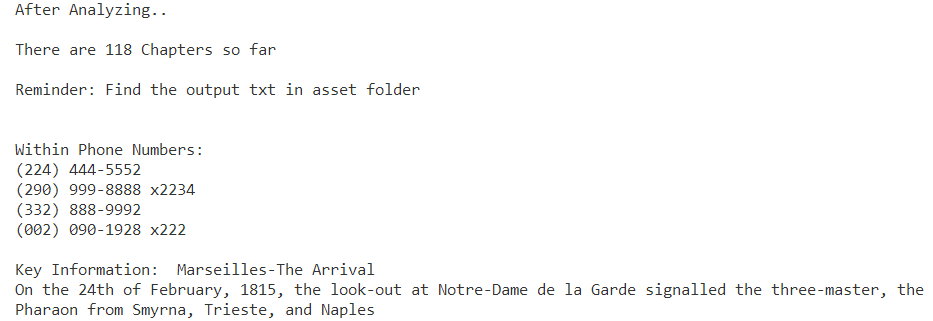 After Analyzing..
There are 118 Chapters so far
Reminder: Find the output txt in asset folder
Within Phone Numbers:
(224) 444-5552
(290) 999-8888 x2234
(332) 888-9992
(002) 090-1928 x222
Key Information:  Marseilles-The Arrival
On the 24th of February, 1815, the look-out at Notre-Dame de la Garde signalled the three-master, the
Pharaon from Smyrna, Trieste, and Naples